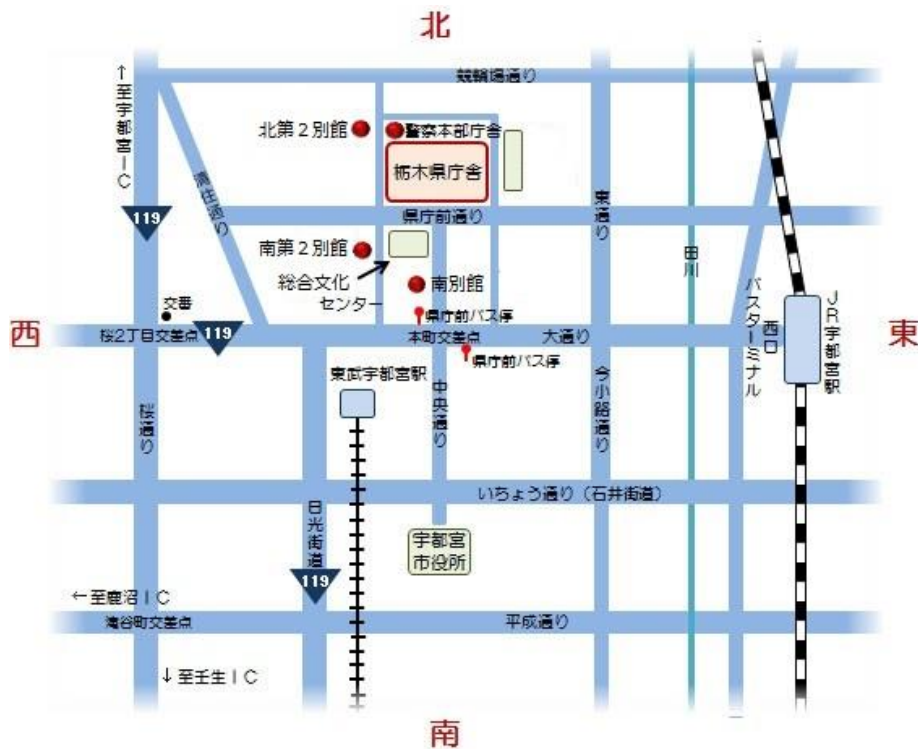 北
競輪場通り
↑至宇都宮ＩＣ
北第２別館
警察本部庁舎
栃木県庁舎
清住通り
県庁前通り
東通り
119
田川
南第２別館
総合文化
センター
南別館
交番
県庁前バス停
西
桜２丁目交差点
119
本町交差点
大通り
県庁前バス停
西口
バスターミナル
ＪＲ宇都宮駅
東
東武宇都宮駅
桜通り
中央通り
今小路通り
いちょう通り（石井街道）
日光街道
宇都宮
市役所
119
←至鹿沼ＩＣ
滝谷町交差点
平成通り
↓至壬生ＩＣ
南